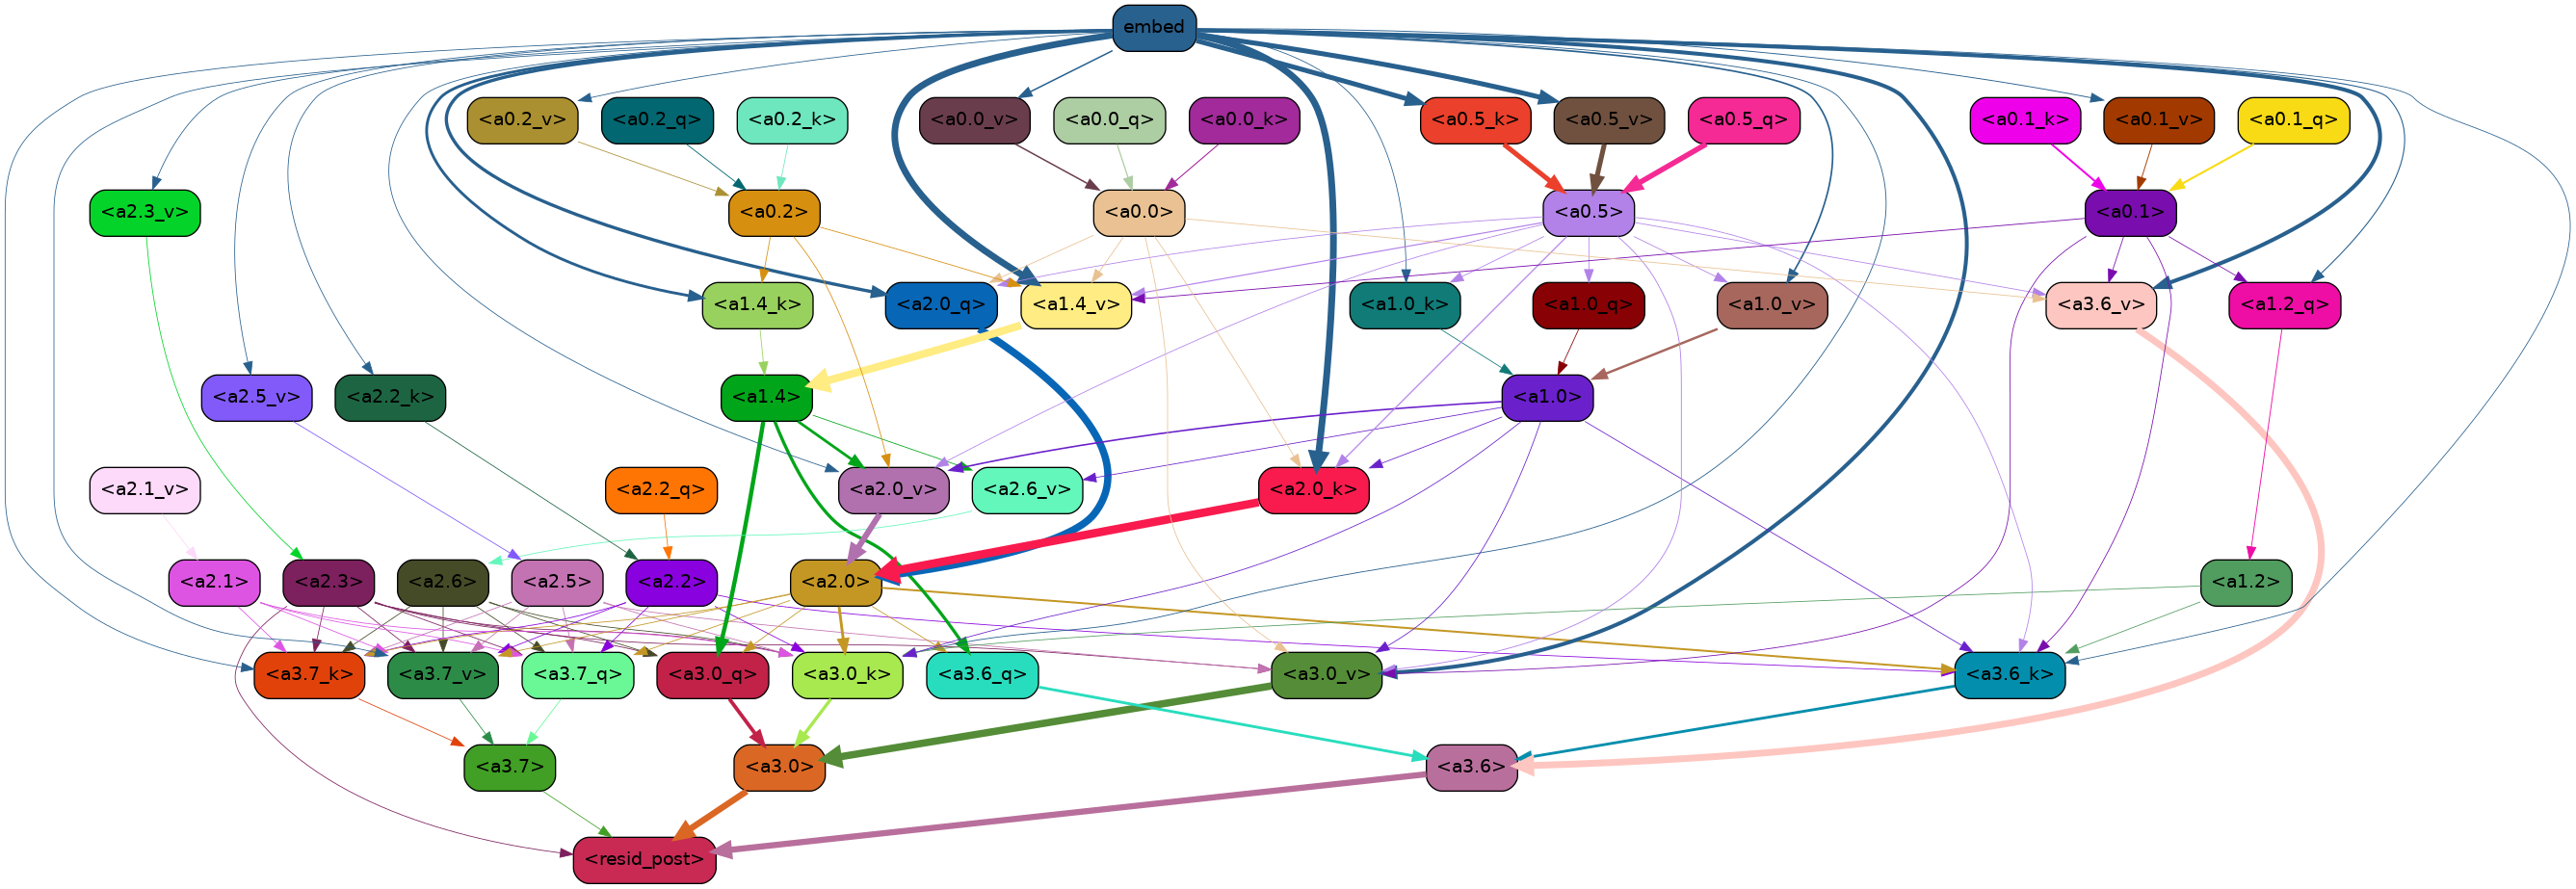 embed
<a0.2_v> <a0.2_q> <a0.2_k> <a0.0_v> <a0.0_q> <a0.0_k> <a0.5_k> <a0.5_v> <a0.5_q> <a0.1_k> <a0.1_v> <a0.1_q>
<a2.3_v> <a0.2> <a0.0> <a0.5> <a0.1>
<a1.4_k> <a2.0_q> <a1.4_v> <a1.0_k> <a1.0_q> <a1.0_v> <a3.6_v> <a1.2_q>
<a2.5_v> <a2.2_k> <a1.4> <a1.0>
<a2.1_v> <a2.2_q> <a2.0_v> <a2.6_v> <a2.0_k>
<a2.1> <a2.3> <a2.6> <a2.5> <a2.2> <a2.0> <a1.2>
<a3.7_k> <a3.7_v> <a3.7_q> <a3.0_q> <a3.0_k> <a3.6_q> <a3.0_v> <a3.6_k>
<a3.7> <a3.0> <a3.6>
<resid_post>